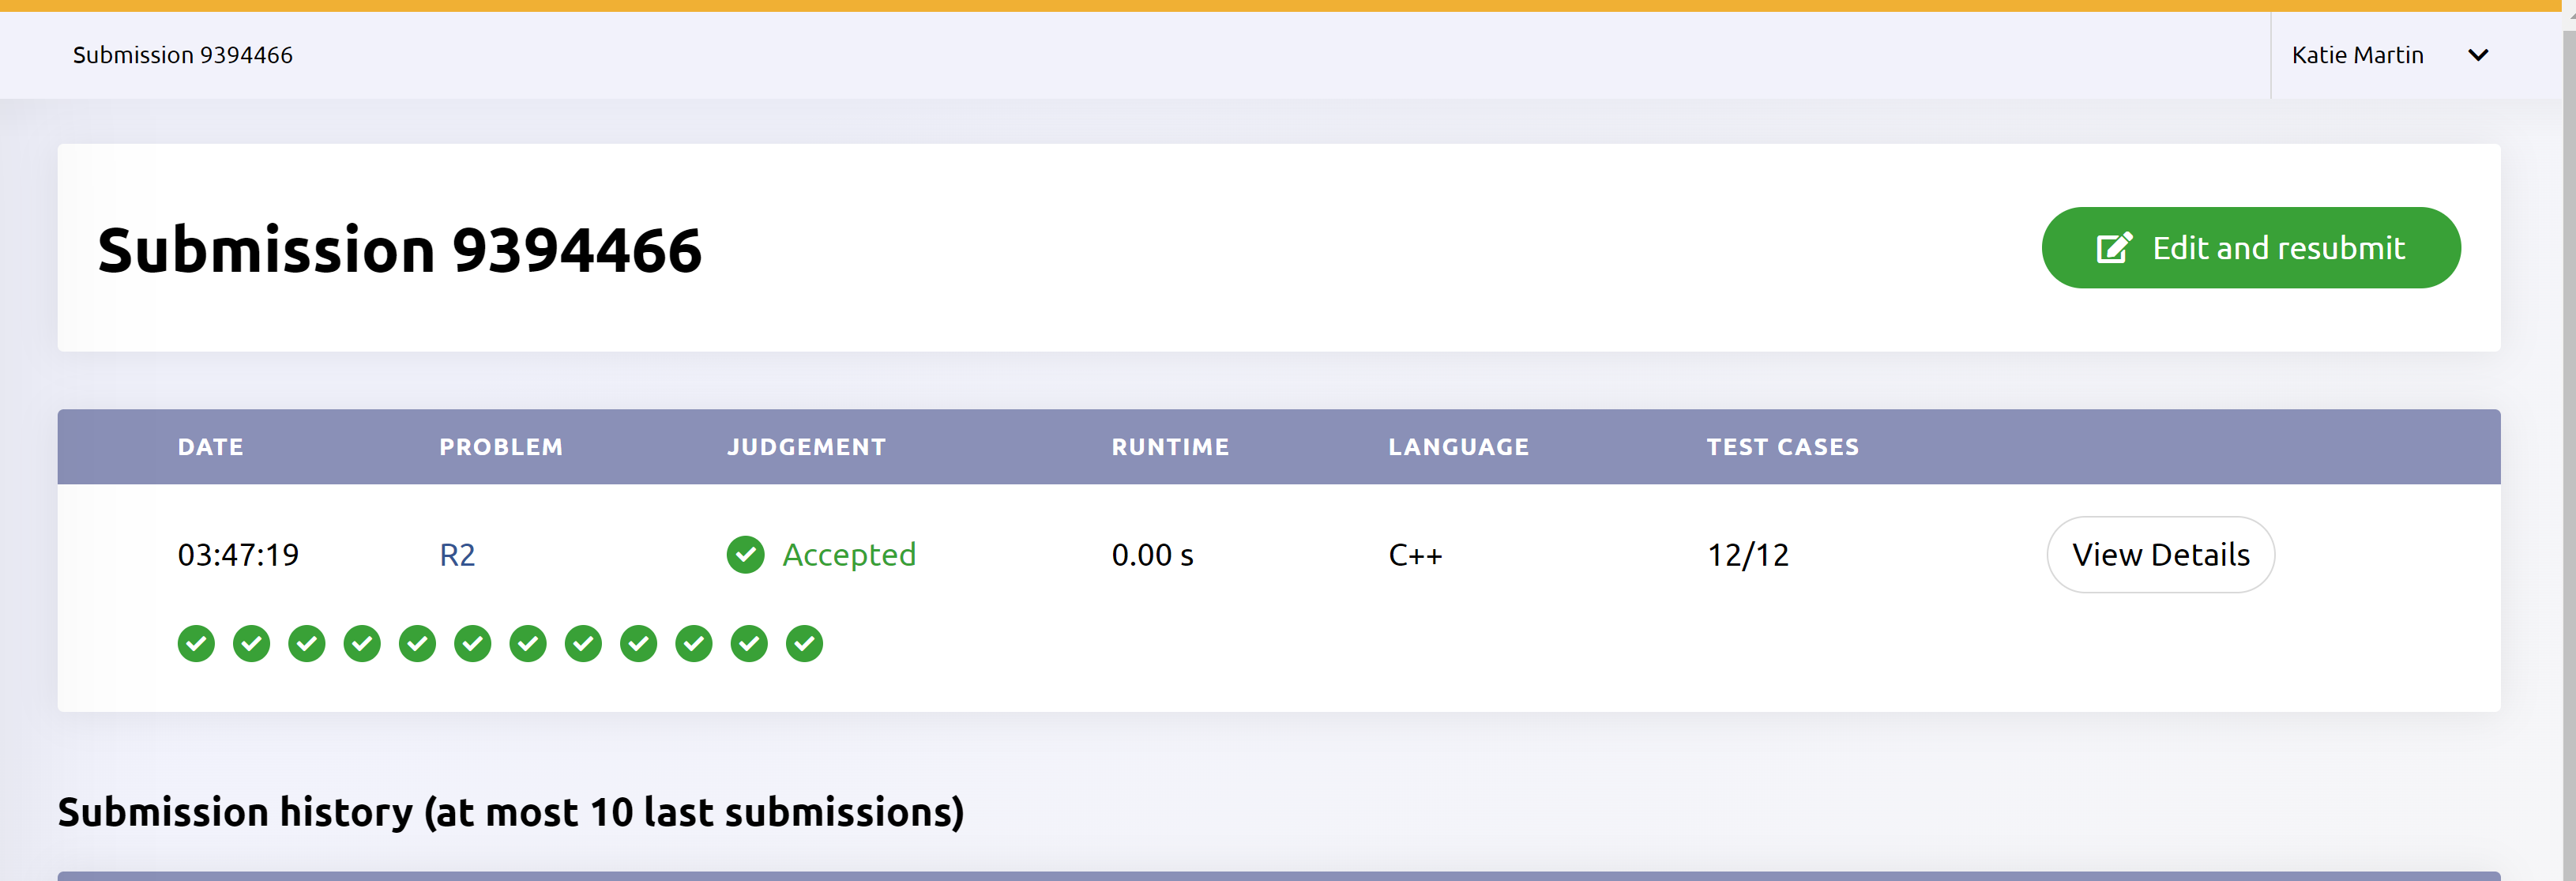 Submission 9394466
Katie Martin
Submission 9394466
Edit and resubmit
DATE PROBLEM JUDGEMENT RUNTIME LANGUAGE TEST CASES
03:47:19 R2 Accepted 0.00 s C++ 12/12 View Details
Submission history (at most 10 last submissions)